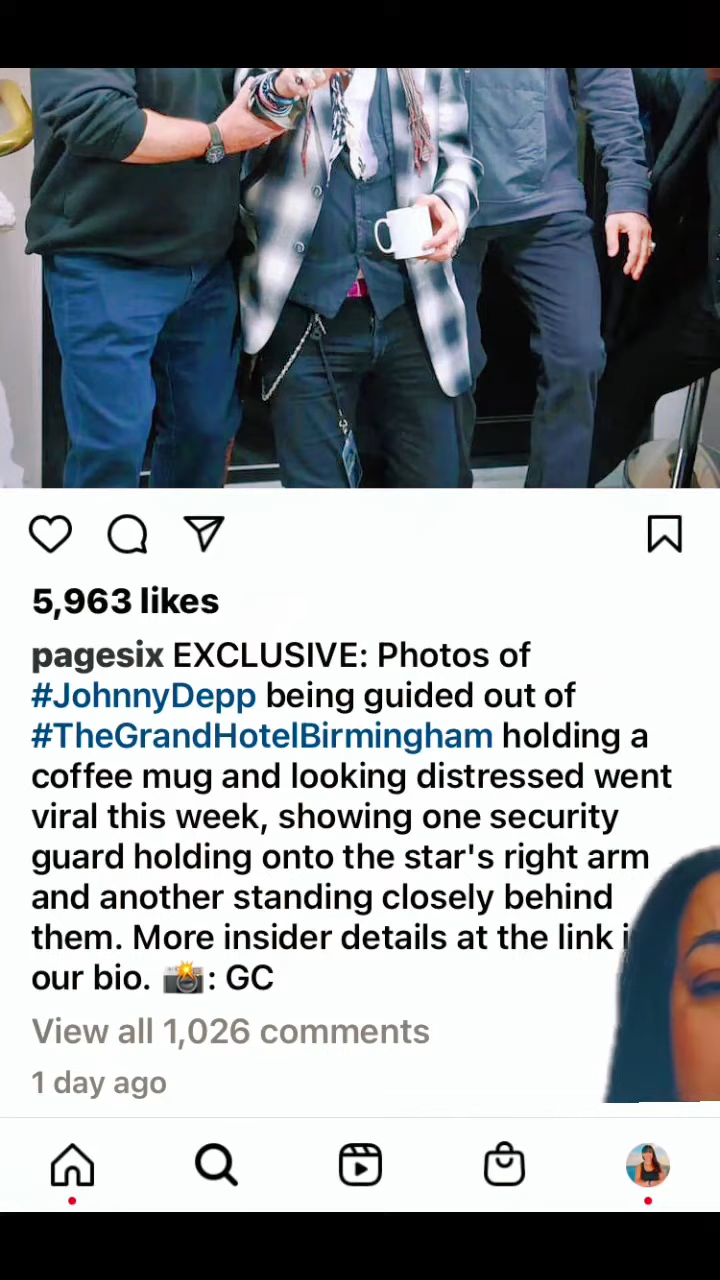 5,963 likes
pagesix EXCLUSIVE: Photos of
#JohnnyDepp being guided out of
#TheGrandHotelBirmingham holding a
coffee mug and looking distressed went
viral this week, showing one security
guard holding onto the star's right arm
and another standing closely behind
them. More insider details at the link
our bio. 📸: GC
View all 1,026 comments
1 day ago